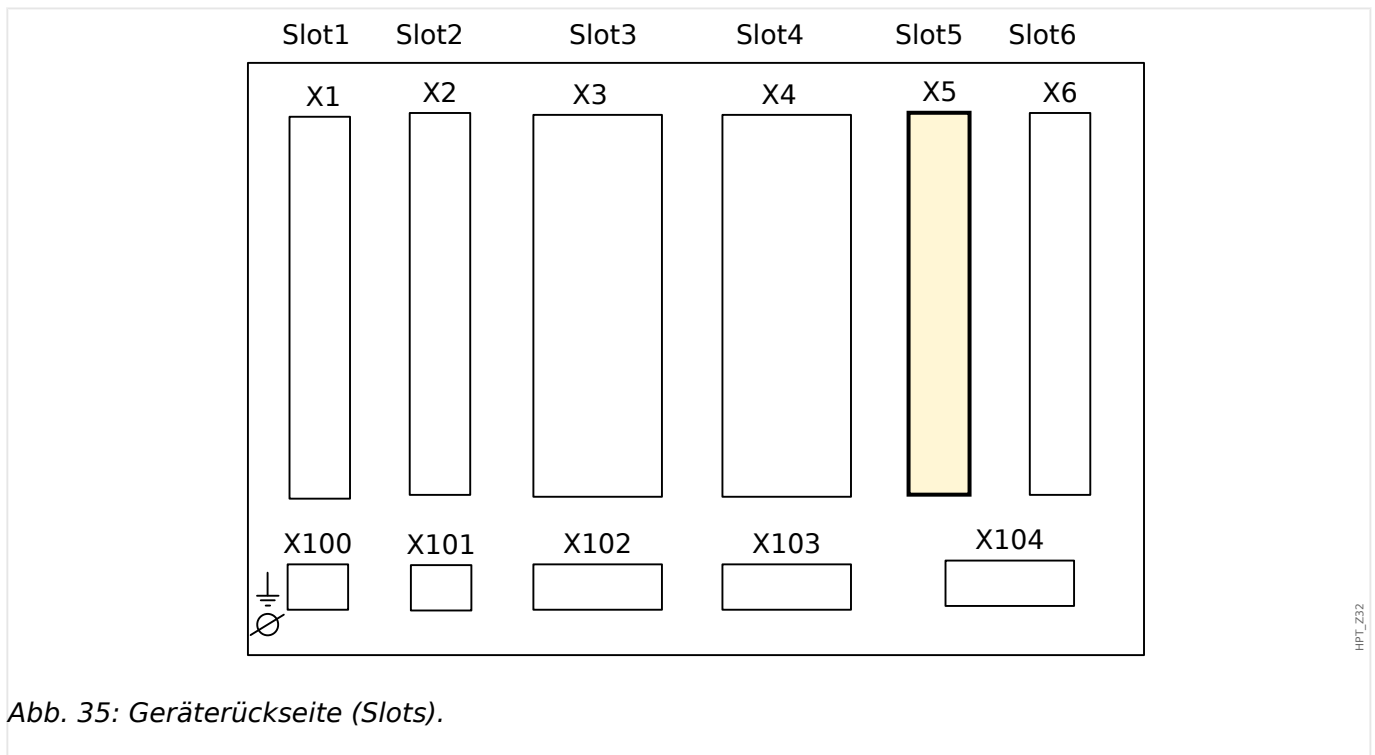 Slot1 Slot2 Slot3 Slot4 Slot5 Slot6
X1 X2 X3 X4 X5 X6
X100 X101 X102 X103 X104
HPT_Z32
Abb. 35: Geräterückseite (Slots).